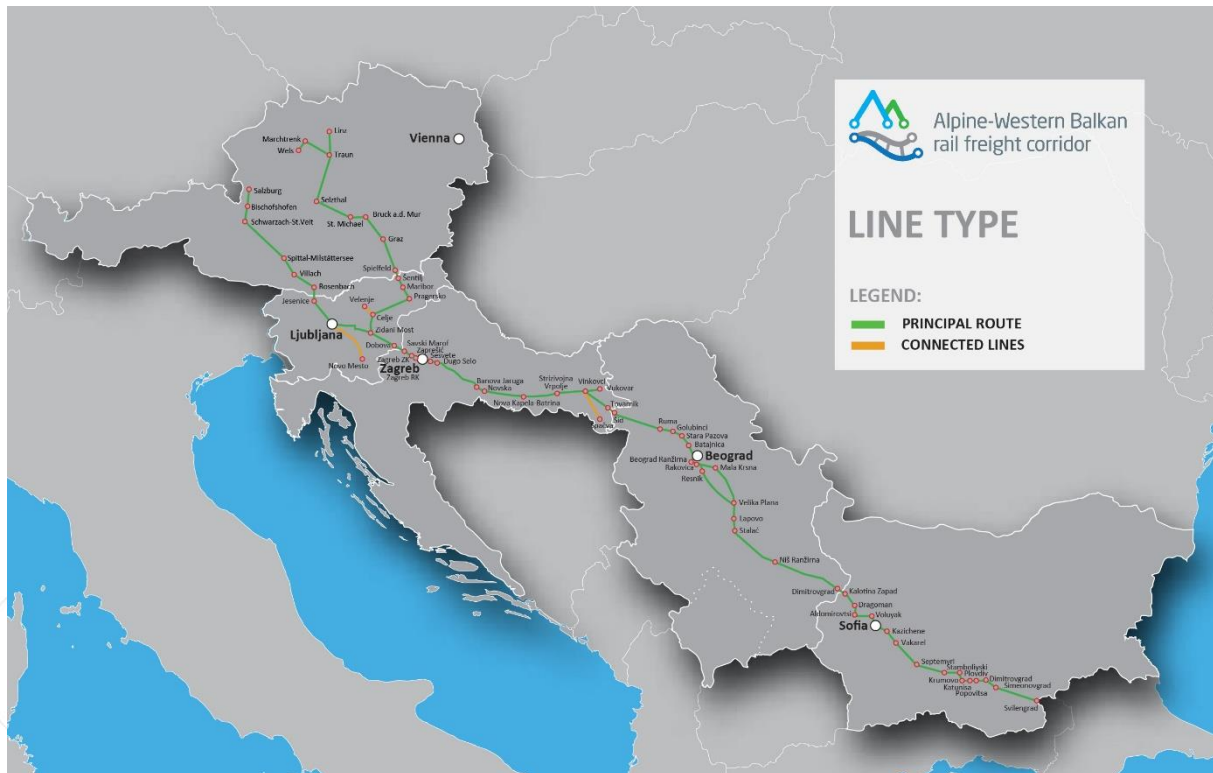 Alpine-Western Balkan
rail freight corridor
LINE TYPE
LEGEND:
PRINCIPAL ROUTE
CONNECTED LINES
Linz
Marchtrenk
Wels
Traun
Vienna
Salzburg
Bischofshofen
Schwarzach-St.Veit
Selzthal
St. Michael
Bruck a.d. Mur
Graz
Spittal-Milstättersee
Villach
Rosenbach
Spielfeld
Šentilj
Maribor
Pragersko
Jesenice
Velenje
Celje
Ljubljana
Zidani Most
Dobova
Savski Marof
Zaprešić
Sesvete
Dugo Selo
Zagreb ZK
Zagreb
Zagreb RK
Novo Mesto
Banova Jaruga
Novska
Nova Kapela-Batrina
Strizivojna
Vrpolje
Vinkovci
Vukovar
Tovarnik
Šid
Spačva
Ruma
Golubinci
Stara Pazova
Batajnica
Beograd
Beograd Ranžirna
Rakovica
Resnik
Mala Krsna
Velika Plana
Lapovo
Stalać
Niš Ranžirna
Dimitrovgrad
Kalotina Zapad
Dragoman
Aldomirovtsi
Voluyak
Sofia
Kazichene
Vakarel
Septemvri
Stamboliyski
Plovdiv
Krumovo
Katunitsa
Popovitsa
Dimitrovgrad
Simeonovgrad
Svilengrad